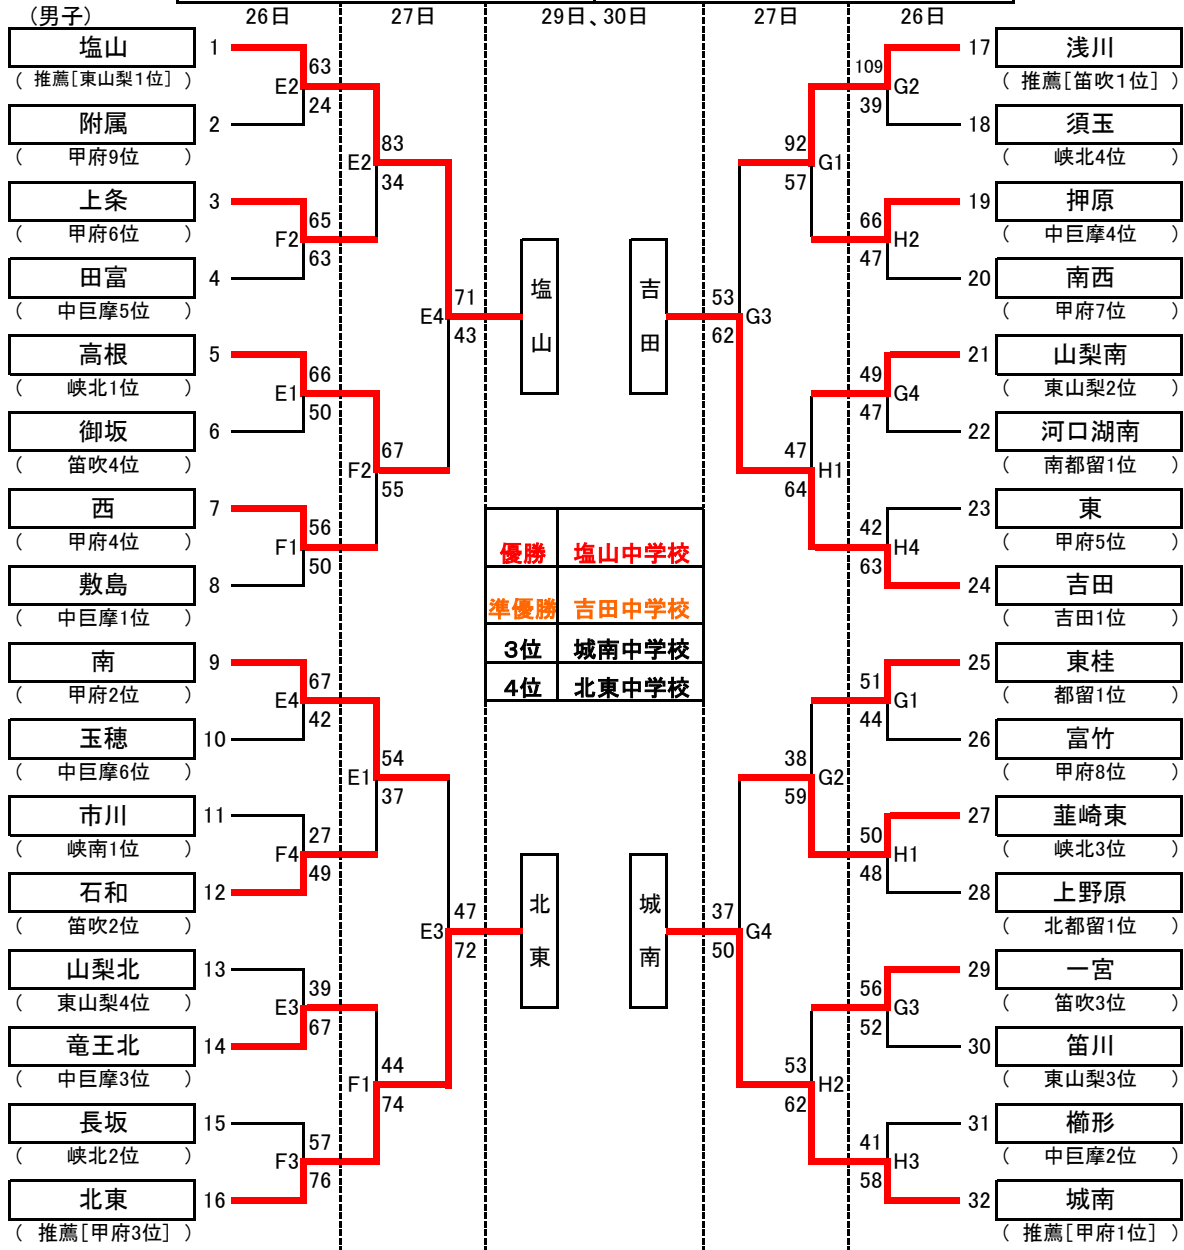 (男子)
26日 27日 29日、30日 27日 26日
塩山 1
( 推薦[東山梨1位] )
附属 2
( 甲府9位 )
上条 3
( 甲府6位 )
田富 4
( 中巨摩5位 )
高根 5
( 峡北1位 )
御坂 6
( 笛吹4位 )
西 7
( 甲府4位 )
敷島 8
( 中巨摩1位 )
南 9
( 甲府2位 )
玉穂 10
( 中巨摩6位 )
市川 11
( 峡南1位 )
石和 12
( 笛吹2位 )
山梨北 13
( 東山梨4位 )
竜王北 14
( 中巨摩3位 )
長坂 15
( 峡北2位 )
北東 16
( 推薦[甲府3位] )
63
E2
24
65
F2
63
66
E1
50
56
F1
50
67
E4
42
27
F4
49
39
E3
67
57
F3
76
83
E2
34
67
F2
55
54
E1
37
44
F1
74
71
E4
43
47
E3
72
塩山
吉田
北東
城南
優勝 塩山中学校
準優勝 吉田中学校
3位 城南中学校
4位 北東中学校
53
G3
62
37
G4
50
92
G1
57
47
H1
64
38
G2
59
53
H2
62
109
G2
39
66
H2
47
49
G4
47
42
H4
63
51
G1
44
50
H1
48
56
G3
52
41
H3
58
17 浅川
( 推薦[笛吹1位] )
18 須玉
( 峡北4位 )
19 押原
( 中巨摩4位 )
20 南西
( 甲府7位 )
21 山梨南
( 東山梨2位 )
22 河口湖南
( 南都留1位 )
23 東
( 甲府5位 )
24 吉田
( 吉田1位 )
25 東桂
( 都留1位 )
26 富竹
( 甲府8位 )
27 韮崎東
( 峡北3位 )
28 上野原
( 北都留1位 )
29 一宮
( 笛吹3位 )
30 笛川
( 東山梨3位 )
31 櫛形
( 中巨摩2位 )
32 城南
( 推薦[甲府1位] )